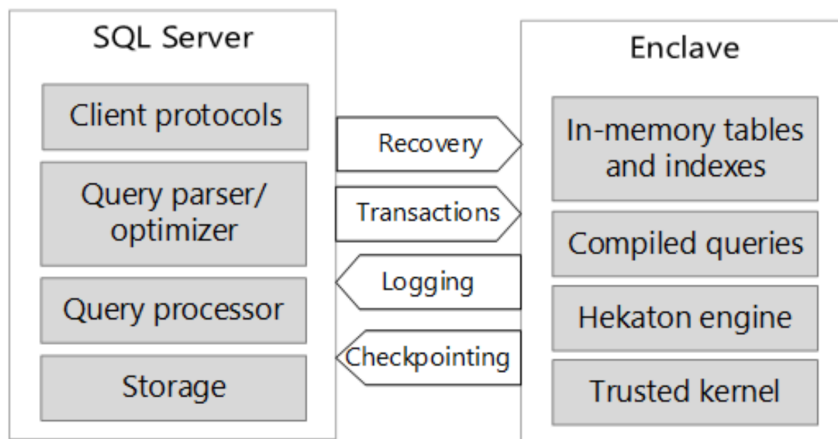 SQL Server
Client protocols
Query parser/
optimizer
Query processor
Storage
Recovery
Transactions
Logging
Checkpointing
Enclave
In-memory tables
and indexes
Compiled queries
Hekaton engine
Trusted kernel